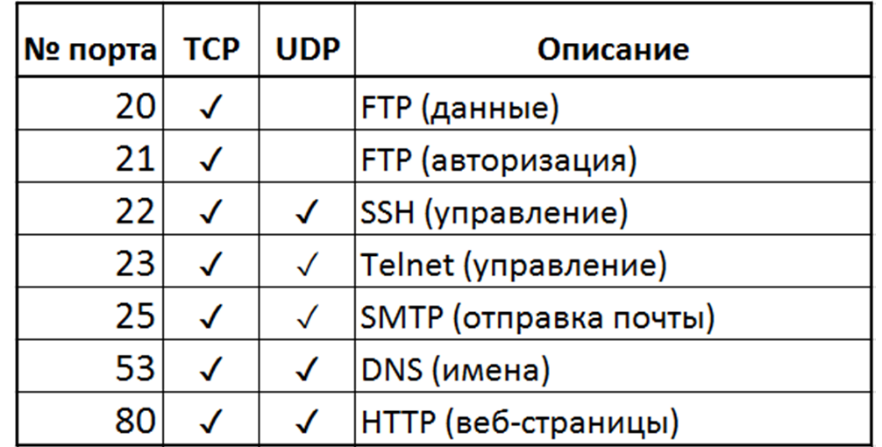 № порта TCP UDP Описание
20 ✓ FTP (данные)
21 ✓ FTP (авторизация)
22 ✓ ✓ SSH (управление)
23 ✓ ✓ Telnet (управление)
25 ✓ ✓ SMTP (отправка почты)
53 ✓ ✓ DNS (имена)
80 ✓ ✓ HTTP (веб-страницы)